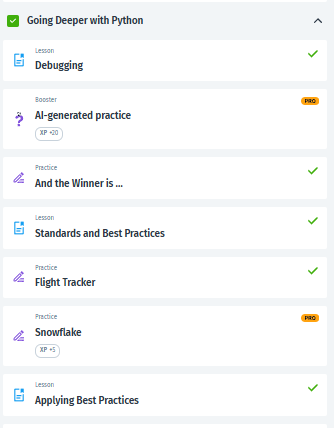 Going Deeper with Python
Lesson
Debugging
Booster
PRO
AI-generated practice
XP +20
Practice
And the Winner is ...
Lesson
Standards and Best Practices
Practice
Flight Tracker
Practice
PRO
Snowflake
XP +5
Lesson
Applying Best Practices